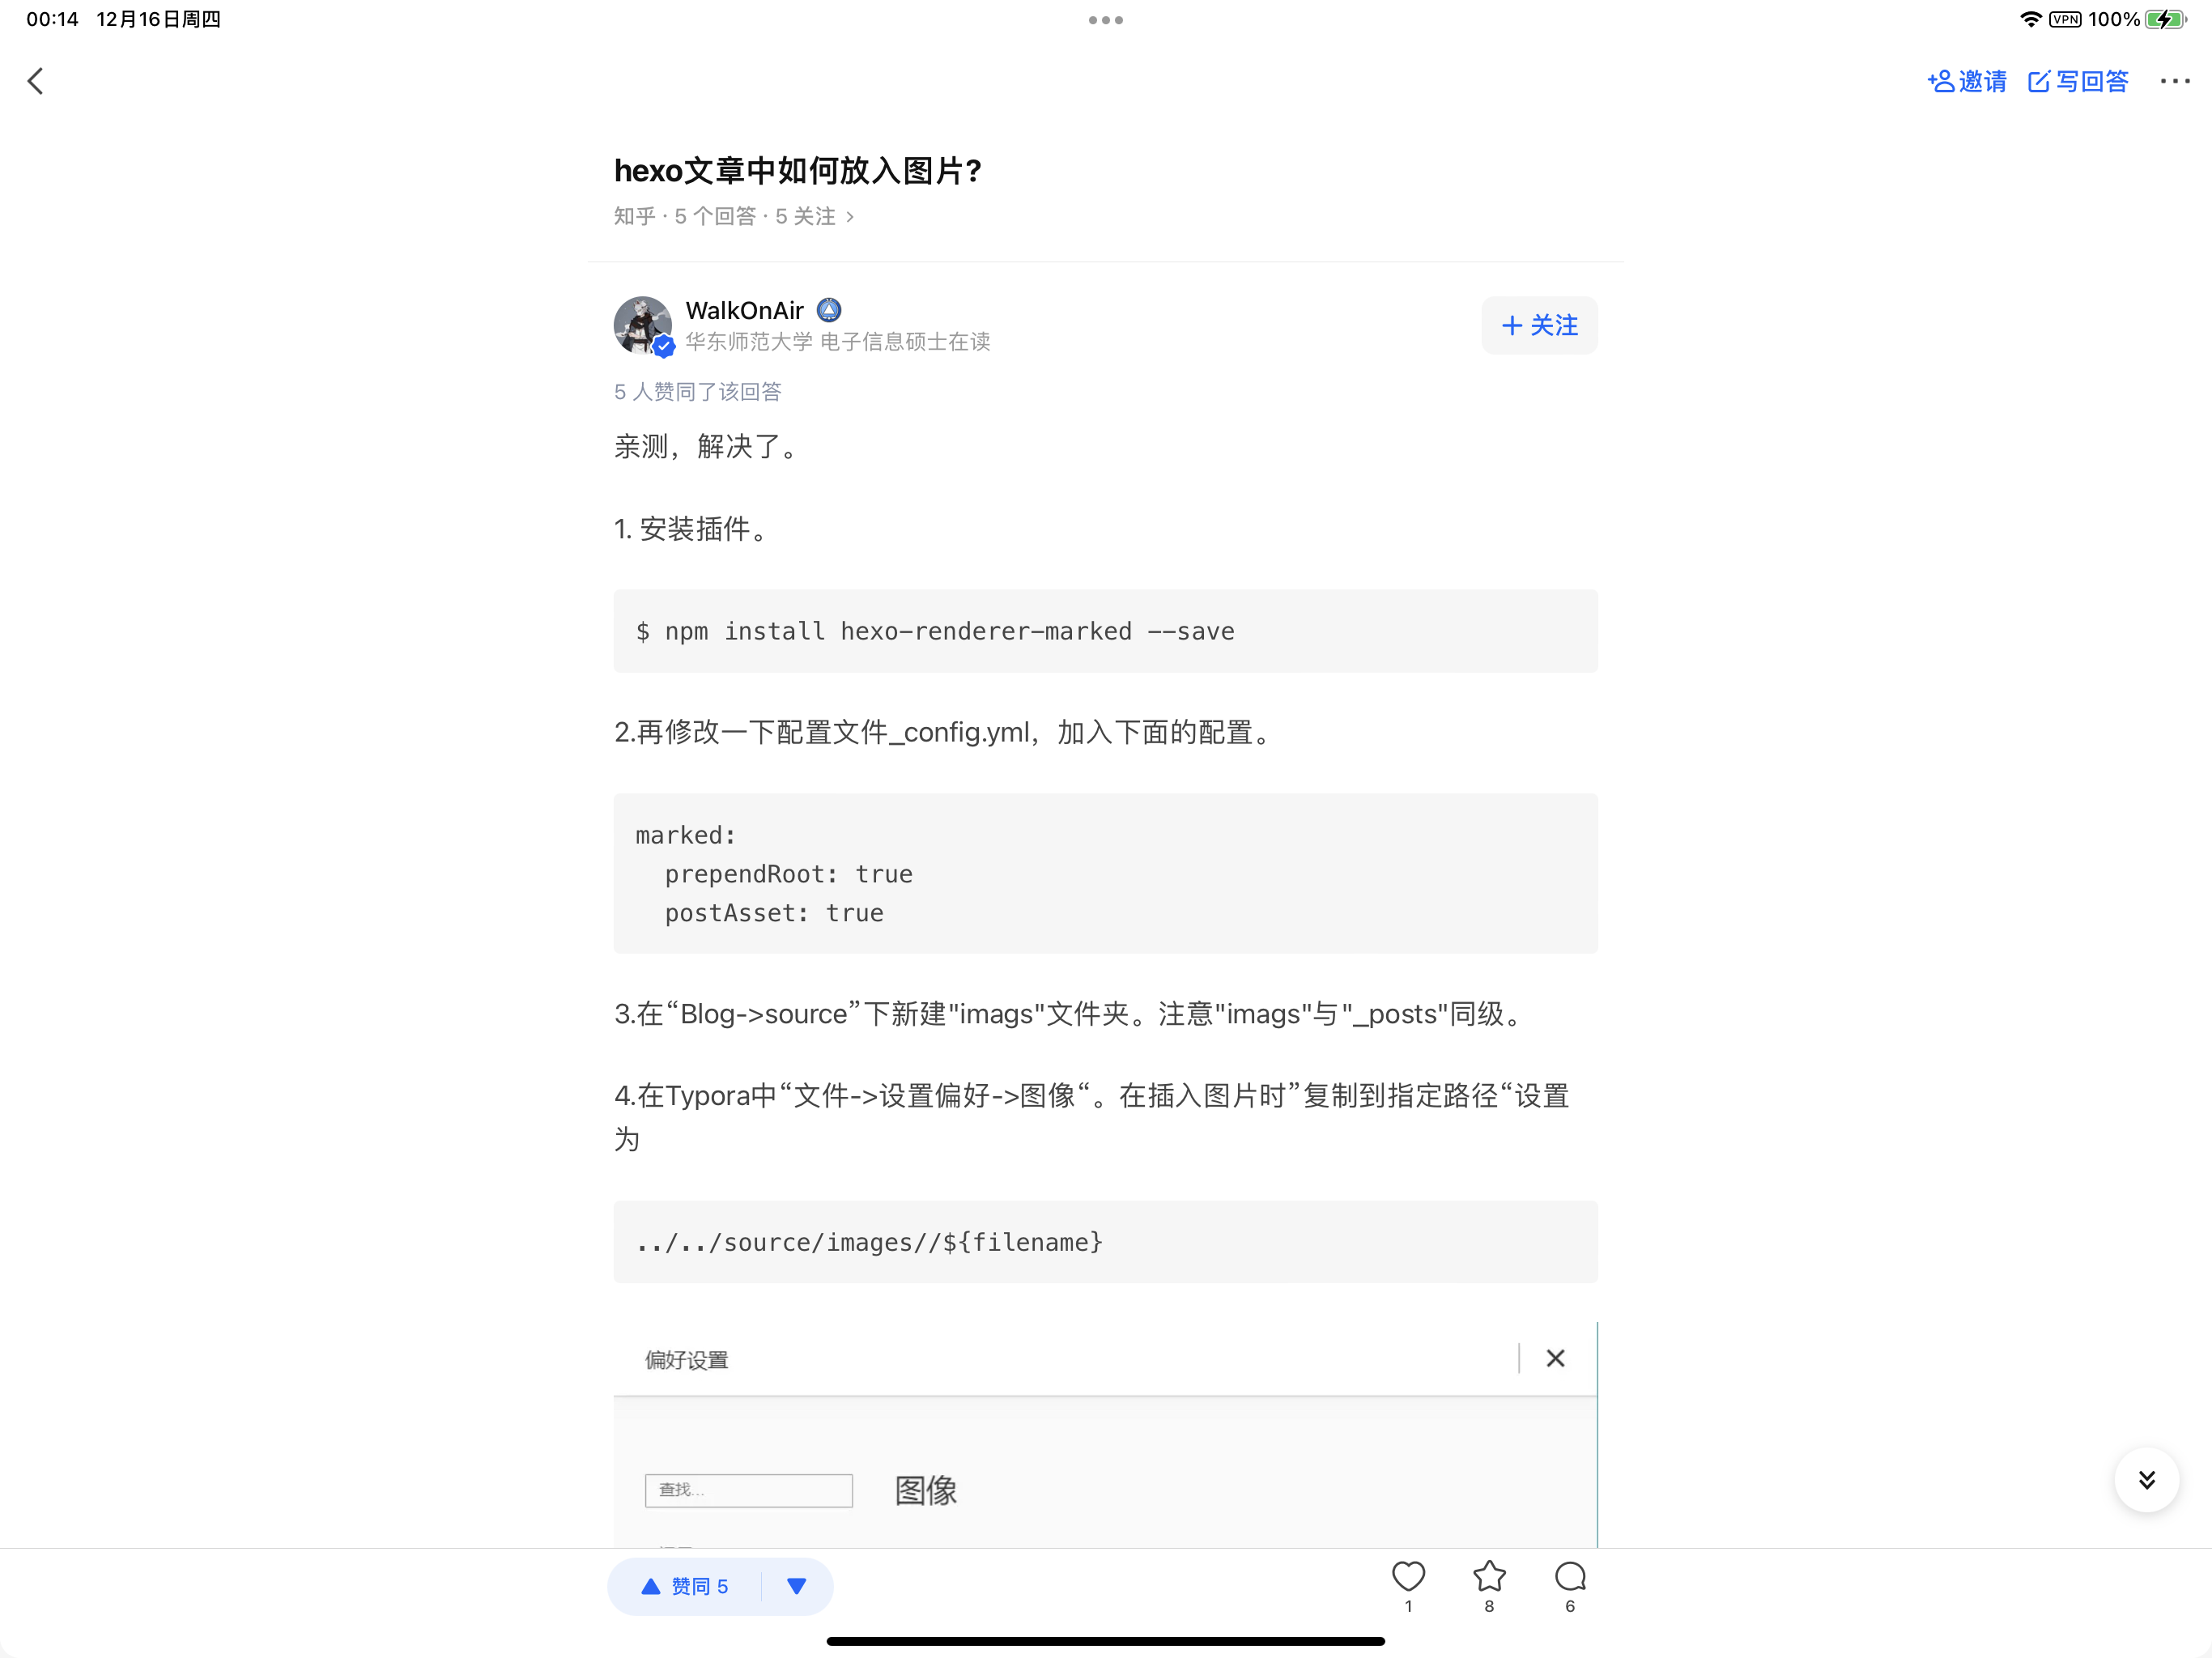 00:14 12月16日周四
VPN 100%
邀请 写回答
hexo文章中如何放入图片?
知乎 · 5 个回答 · 5 关注 >
WalkOnAir
华东师范大学 电子信息硕士在读
+ 关注
5 人赞同了该回答
亲测，解决了。
1. 安装插件。
$ npm install hexo-renderer-marked --save
2.再修改一下配置文件_config.yml，加入下面的配置。
marked:
  prependRoot: true
  postAsset: true
3.在“Blog->source”下新建"imags"文件夹。注意"imags"与"_posts"同级。
4.在Typora中“文件->设置偏好->图像“。在插入图片时”复制到指定路径“设置
为
../../source/images//${filename}
偏好设置
查找...
图像
赞同 5
1 8 6